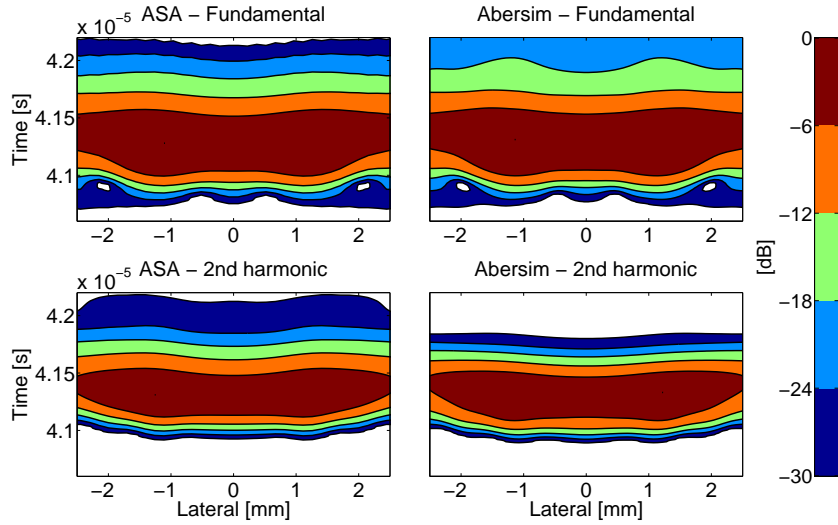 ASA − Fundamental
Abersim − Fundamental
x 10−5
4.2
4.15
4.1
Time [s]
−2 −1 0 1 2
−2 −1 0 1 2
ASA − 2nd harmonic
Abersim − 2nd harmonic
x 10−5
4.2
4.15
4.1
Time [s]
−2 −1 0 1 2
−2 −1 0 1 2
Lateral [mm]
Lateral [mm]
0
−6
−12
−18
−24
−30
[dB]